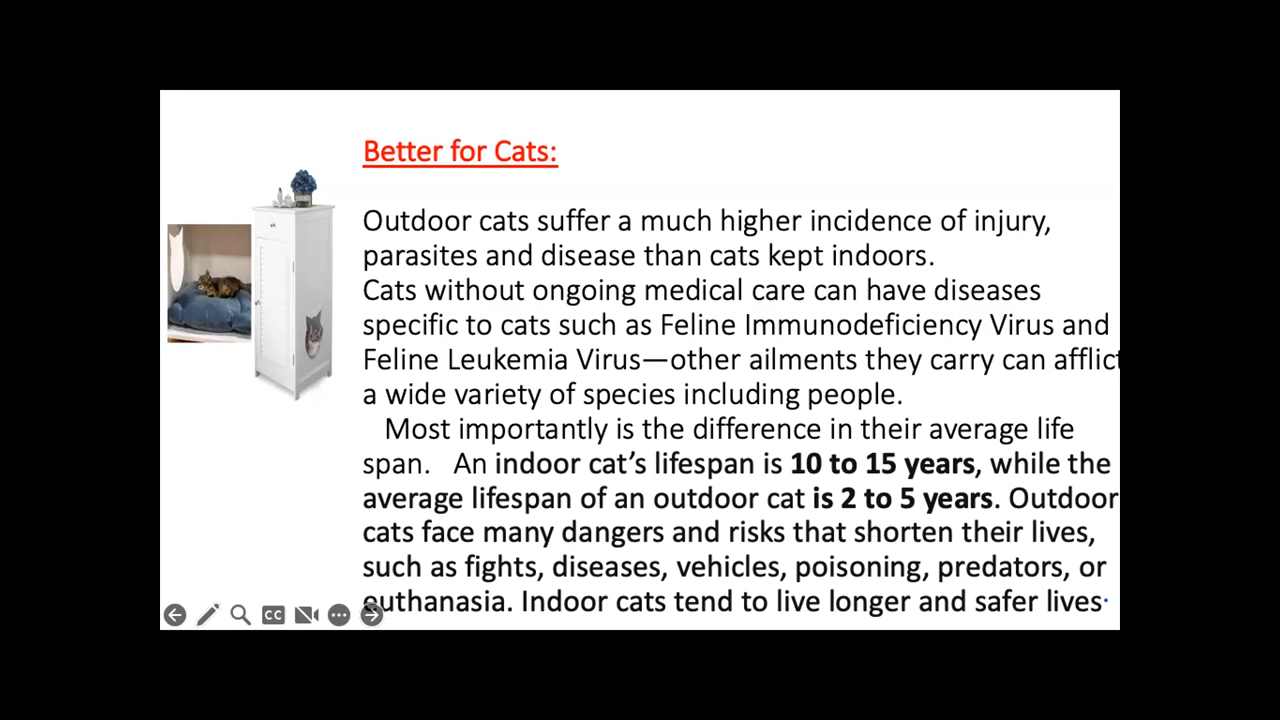 Better for Cats:
Outdoor cats suffer a much higher incidence of injury,
parasites and disease than cats kept indoors.
Cats without ongoing medical care can have diseases
specific to cats such as Feline Immunodeficiency Virus and
Feline Leukemia Virus—other ailments they carry can afflict
a wide variety of species including people.
Most importantly is the difference in their average life
span. An indoor cat’s lifespan is 10 to 15 years, while the
average lifespan of an outdoor cat is 2 to 5 years. Outdoor
cats face many dangers and risks that shorten their lives,
such as fights, diseases, vehicles, poisoning, predators, or
euthanasia. Indoor cats tend to live longer and safer lives.
CC